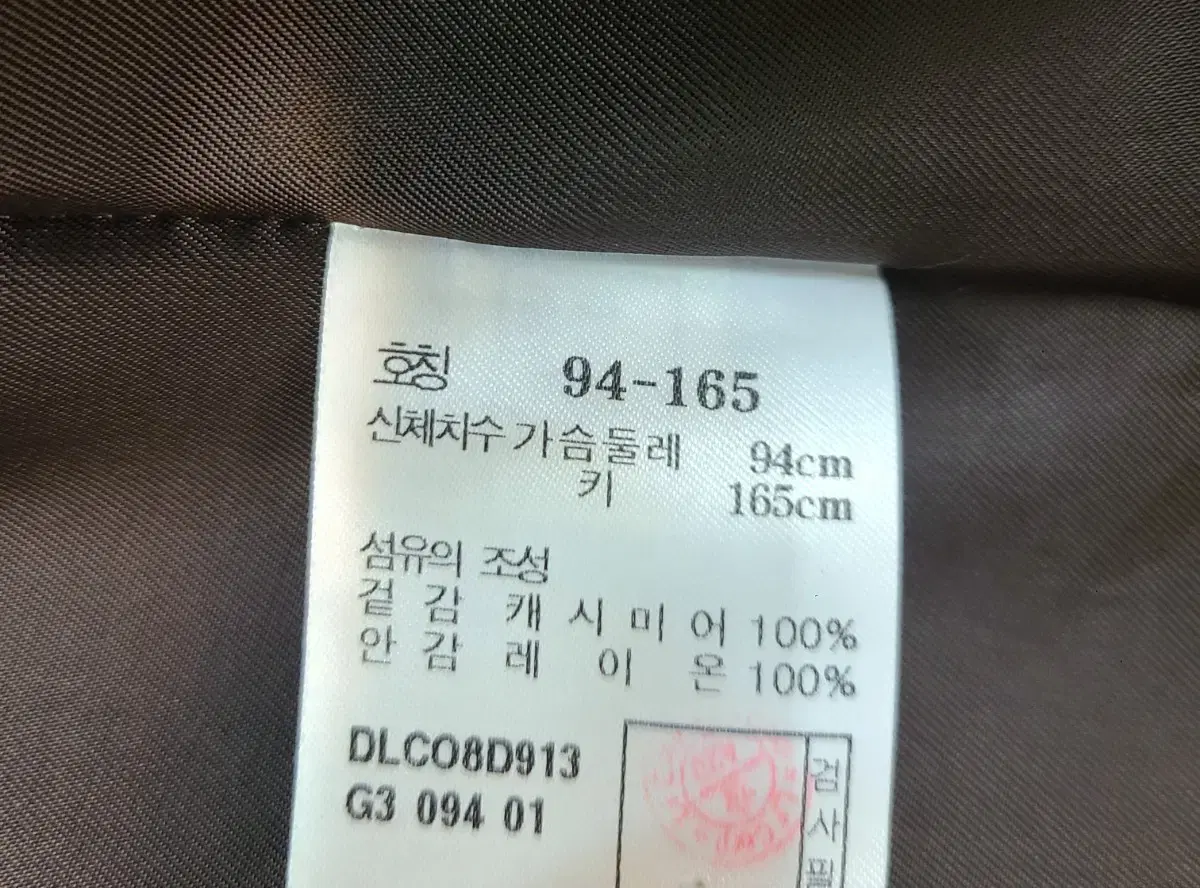 호칭 94-165
신체치수 가슴둘레 94cm
키 165cm
섬유의 조성
겉감 캐시미어 100%
안감 레이온 100%
DLCO8D913
G3 094 01
검사필